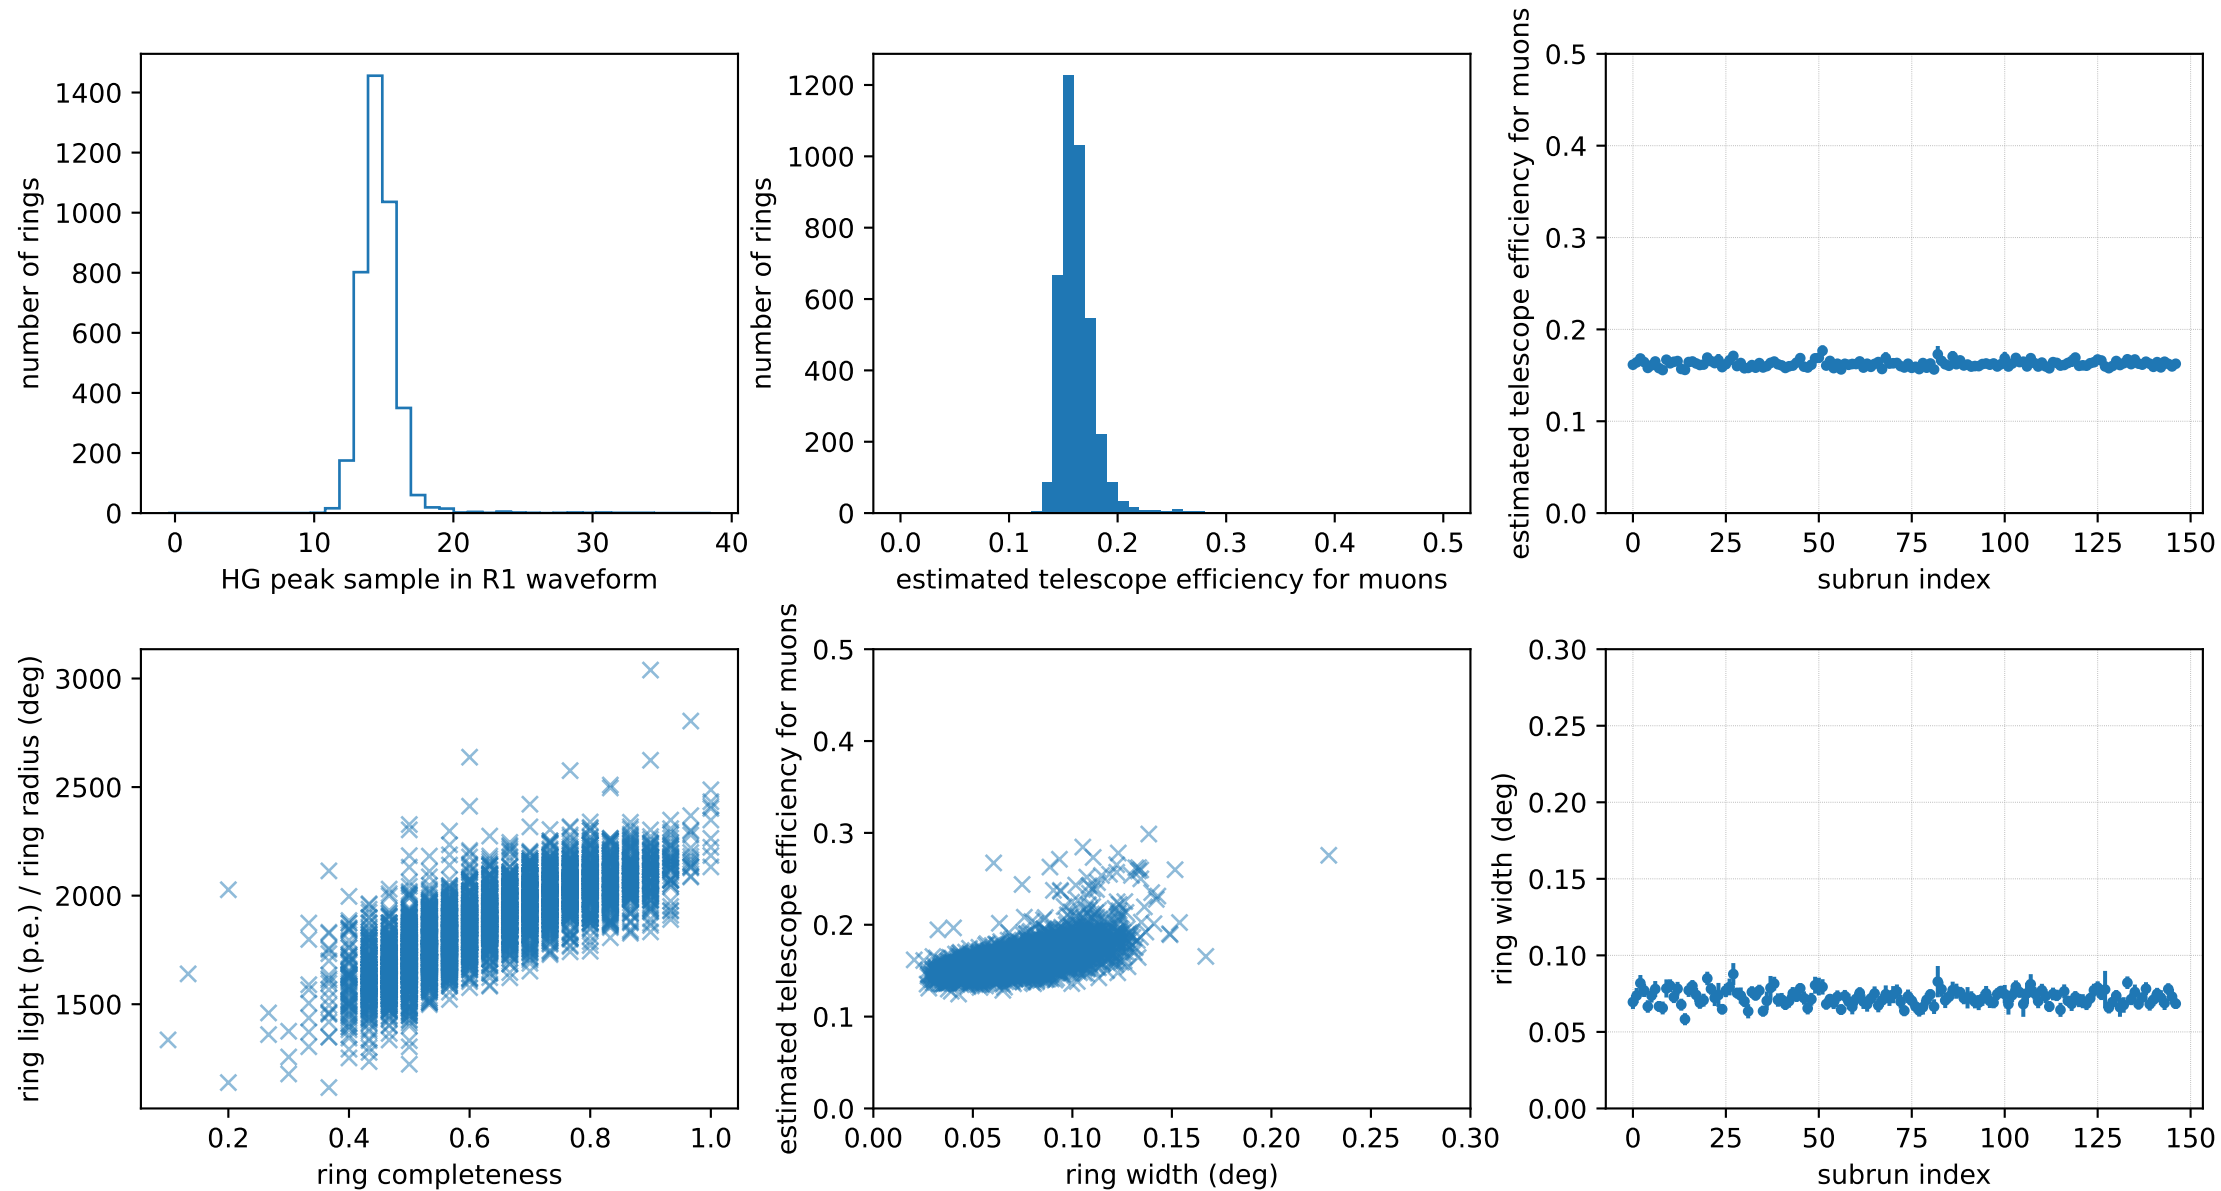 number of rings
1400
1200
1000
800
600
400
200
0
0 10 20 30 40
HG peak sample in R1 waveform
number of rings
1200
1000
800
600
400
200
0
0.0 0.1 0.2 0.3 0.4 0.5
estimated telescope efficiency for muons
estimated telescope efficiency for muons
0.5
0.4
0.3
0.2
0.1
0.0
0 25 50 75 100 125 150
subrun index
ring light (p.e.) / ring radius (deg)
3000
2500
2000
1500
0.2 0.4 0.6 0.8 1.0
ring completeness
estimated telescope efficiency for muons
0.5
0.4
0.3
0.2
0.1
0.0
0.00 0.05 0.10 0.15 0.20 0.25 0.30
ring width (deg)
ring width (deg)
0.30
0.25
0.20
0.15
0.10
0.05
0.00
0 25 50 75 100 125 150
subrun index